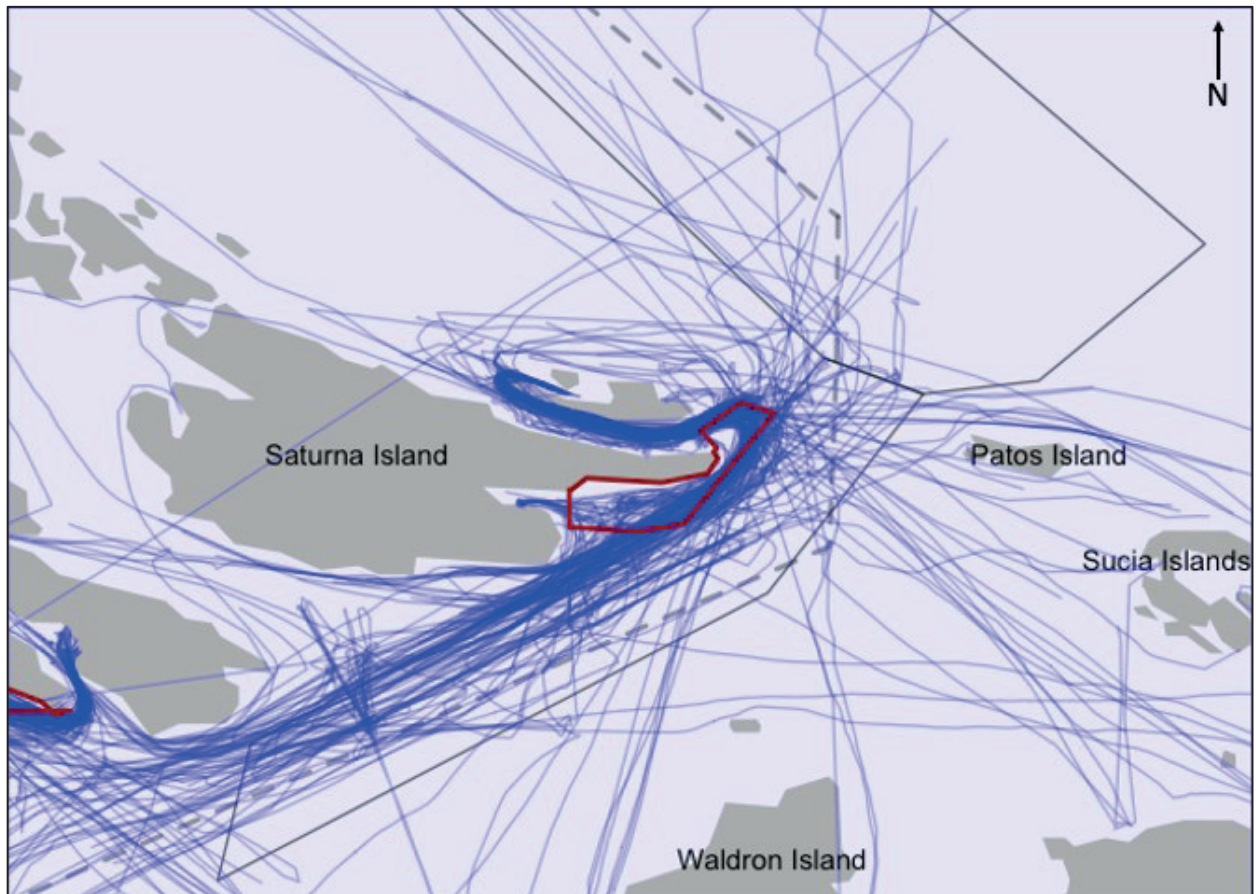 N
Saturna Island
Patos Island
Sucia Islands
Waldron Island